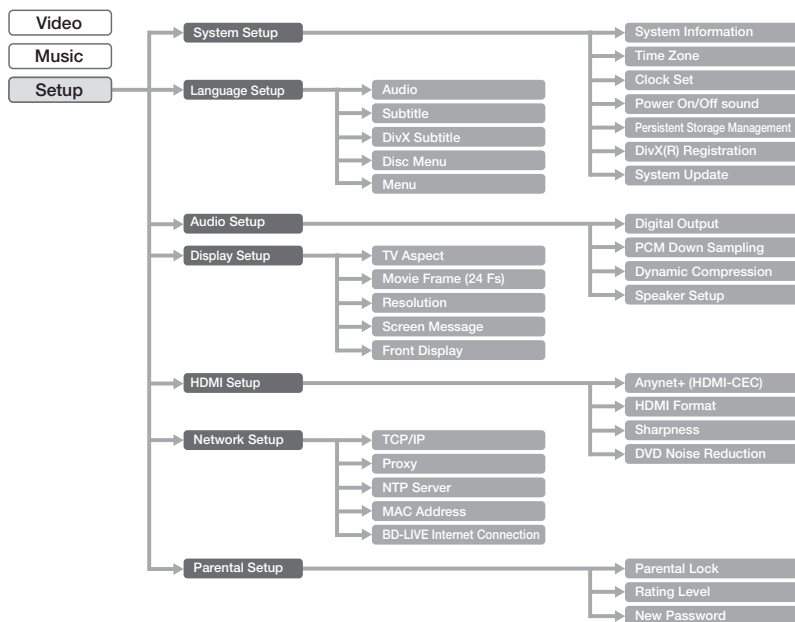 Video
Music
Setup
System Setup
System Information
Time Zone
Clock Set
Power On/Off sound
Persistent Storage Management
DivX(R) Registration
System Update
Language Setup
Audio
Subtitle
DivX Subtitle
Disc Menu
Menu
Audio Setup
Digital Output
PCM Down Sampling
Dynamic Compression
Speaker Setup
Display Setup
TV Aspect
Movie Frame (24 Fs)
Resolution
Screen Message
Front Display
HDMI Setup
Anynet+ (HDMI-CEC)
HDMI Format
Sharpness
DVD Noise Reduction
Network Setup
TCP/IP
Proxy
NTP Server
MAC Address
BD-LIVE Internet Connection
Parental Setup
Parental Lock
Rating Level
New Password